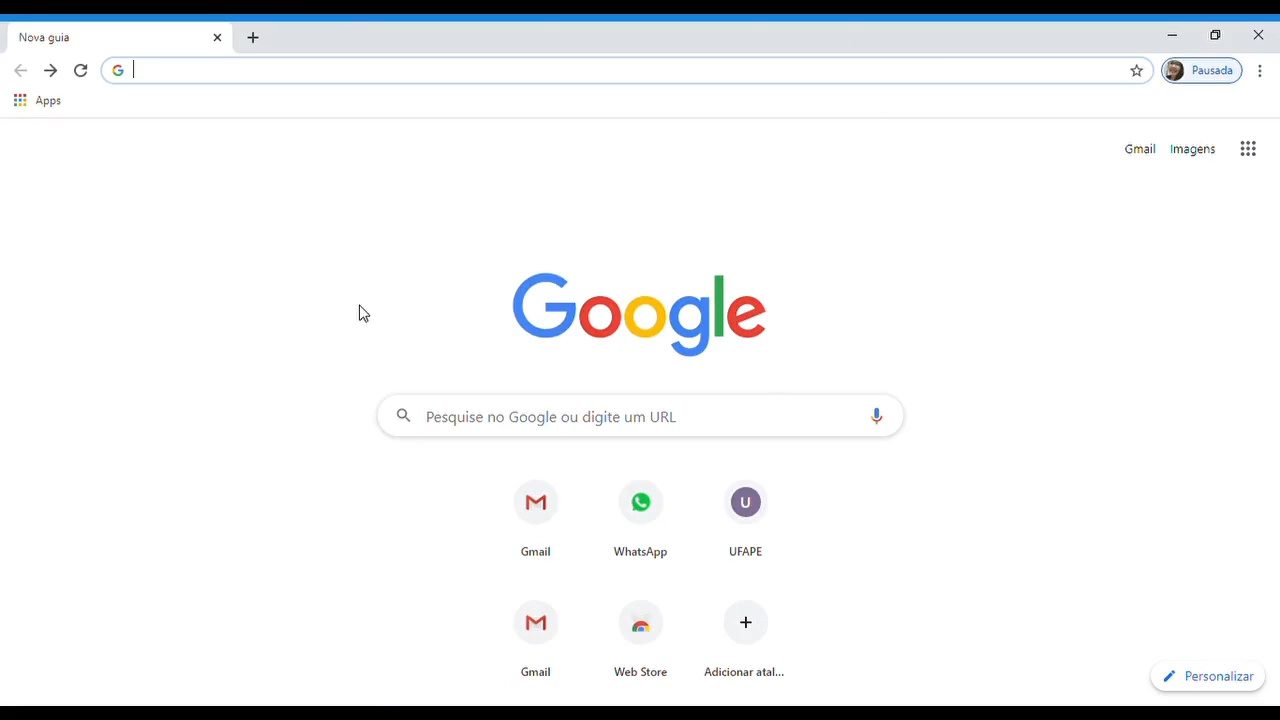 Nova guia
Pausada
Apps
Gmail Imagens
Google
Pesquise no Google ou digite um URL
U
Gmail WhatsApp UFAPE
Gmail Web Store Adicionar atal...
Personalizar